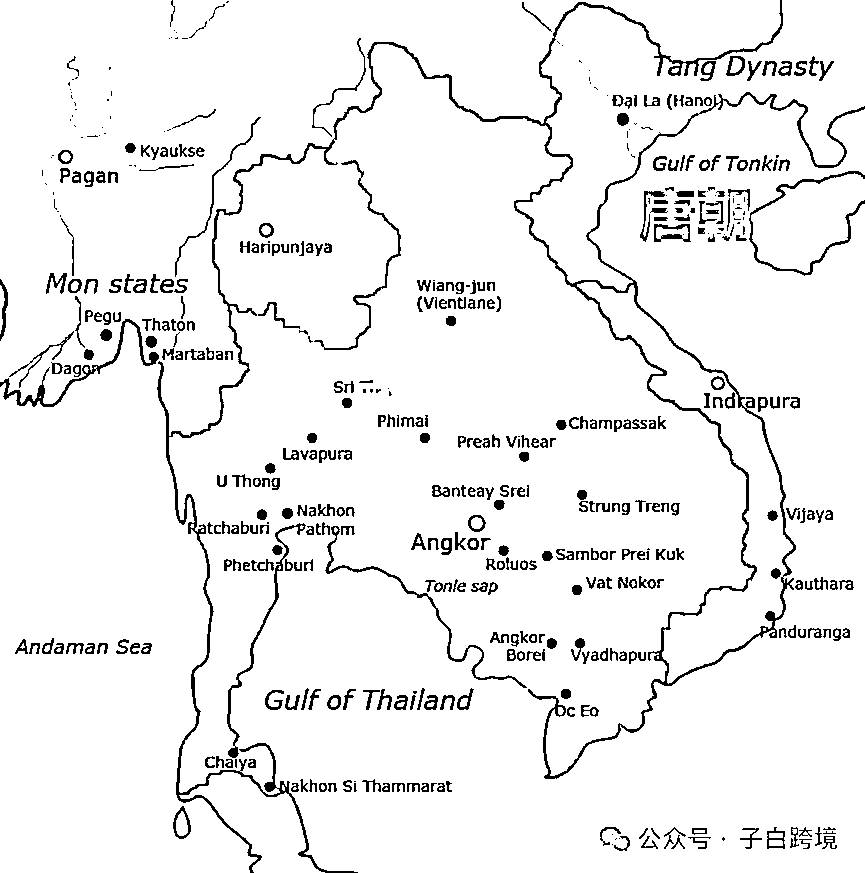 Tang Dynasty
Đại La (Hanoi)
Kyaukse
Pagan
Gulf of Tonkin
唐朝
Haripunjaya
Mon states
Wiang-jun
(Vientiane)
Pegu
Thaton
Martaban
Dagon
Sri
Indrapura
Phimai
Champassak
Preah Vihear
Lavapura
U Thong
Banteay Srei
Strung Treng
Nakhon
Pathom
Ratchaburi
Vijaya
Angkor
Phetchaburi
Roluos
Sambor Prei Kuk
Tonle sap
Vat Nokor
Kauthara
Panduranga
Andaman Sea
Angkor
Borei
Vyadhapura
Gulf of Thailand
Oc Eo
Chaiya
Nakhon Si Thammarat
公众号 · 子白跨境